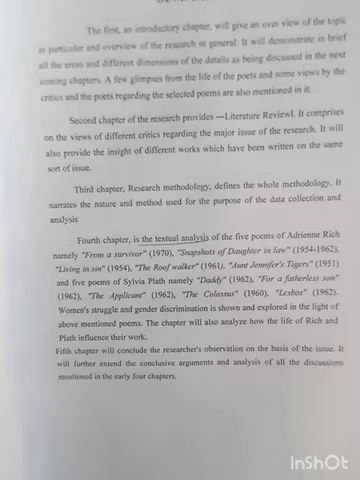 The first, an introductory chapter, will give an over view of the topic
in particular and overview of the research in general. It will demonstrate in brief
all the areas and different dimensions of the details as being discussed in the next
coming chapters. A few glimpses from the life of the poets and some views by the
critics and the poets regarding the selected poems are also mentioned in it.
Second chapter of the research provides —Literature Reviewl. It comprises
on the views of different critics regarding the major issue of the research. It will
also provide the insight of different works which have been written on the same
sort of issue.
Third chapter, Research methodology, defines the whole methodology. It
narrates the nature and method used for the purpose of the data collection and
analysis
Fourth chapter, is the textual analysis of the five poems of Adrienne Rich
namely "From a survivor" (1970), "Snapshots of Daughter in law" (1954-1962),
"Living in sin" (1954), "The Roof walker" (1961), "Aunt Jennifer's Tigers" (1951)
and five poems of Sylvia Plath namely "Daddy" (1962), "For a fatherless son"
(1962), "The Applicant" (1962), "The Colossus" (1960), "Lesbos" (1962).
Women's struggle and gender discrimination is shown and explored in the light of
above mentioned poems. The chapter will also analyze how the life of Rich and
Plath influence their work.
Fifth chapter will conclude the researcher's observation on the basis of the issue. It
will further extend the conclusive arguments and analysis of all the discussions
mentioned in the early four chapters.
InShOt